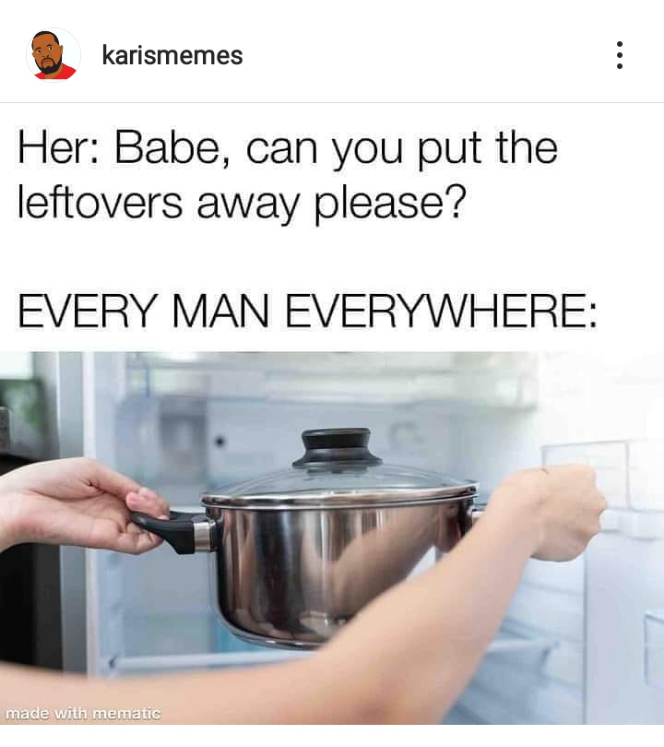 karismemes
Her: Babe, can you put the
leftovers away please?
EVERY MAN EVERYWHERE:
made with mematic